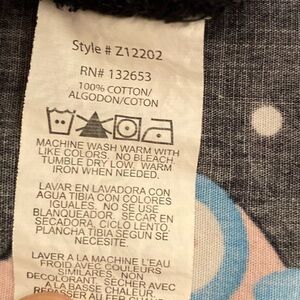 Style # Z12202
RN# 132653
100% COTTON/
ALGODON/COTON
MACHINE WASH WARM WITH
LIKE COLORS. NO BLEACH.
TUMBLE DRY LOW. WARM
IRON WHEN NEEDED.
LAVAR EN LAVADORA CON
AGUA TIBIA CON COLORES
IGUALES. NO SE USE
BLANQUEADOR. SECAR EN
SECADORA, CICLO LENTO.
PLANCHA TIBIA SEGUN SE
NECESITE.
LAVER A LA MACHINE L'EAU
FROID AVEC COULEURS
SIMILAIRES. NON
DECOLORANT. SECHER AVEC
A LA BASSE CHALEUR.
REPASSER AU FER